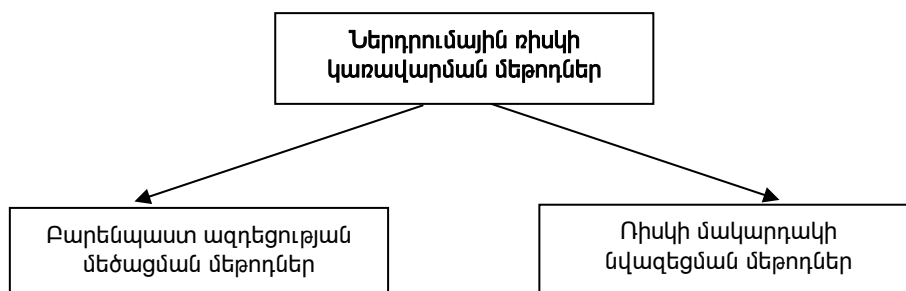 Ներդրումային ռիսկի
կառավարման մեթոդներ
Բարենպաստ ազդեցության
մեծացման մեթոդներ
Ռիսկի մակարդակի
նվազեցման մեթոդներ